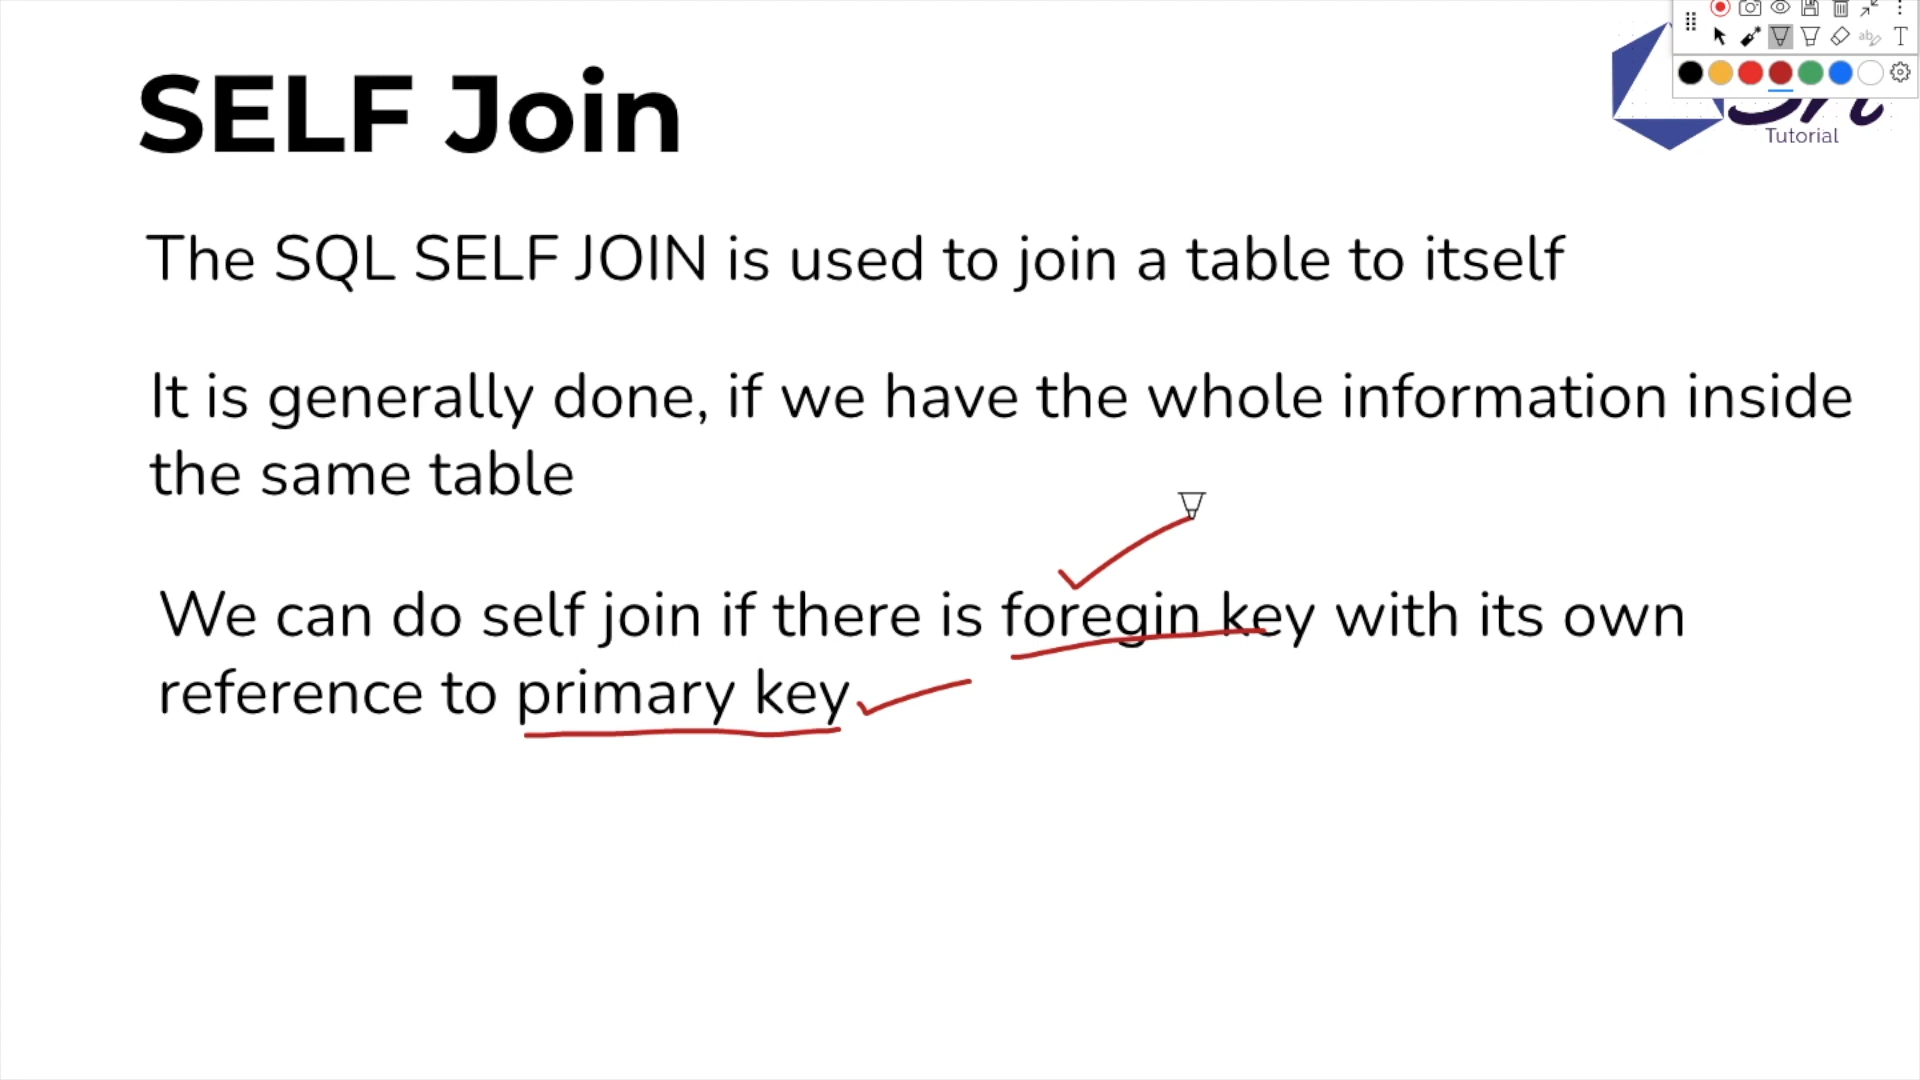 SELF Join
Tutorial
The SQL SELF JOIN is used to join a table to itself
It is generally done, if we have the whole information inside
the same table
We can do self join if there is foregin key with its own
reference to primary key